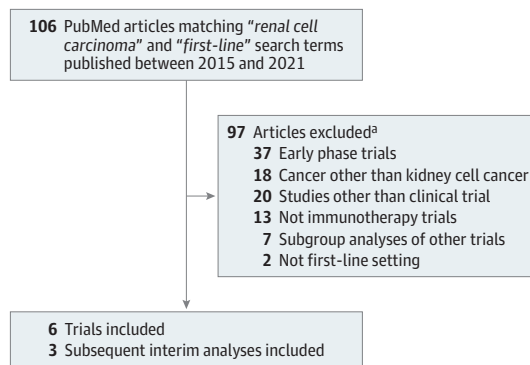 106 PubMed articles matching "renal cell
carcinoma" and "first-line" search terms
published between 2015 and 2021
97 Articles excludedᵃ
37 Early phase trials
18 Cancer other than kidney cell cancer
20 Studies other than clinical trial
13 Not immunotherapy trials
7 Subgroup analyses of other trials
2 Not first-line setting
6 Trials included
3 Subsequent interim analyses included